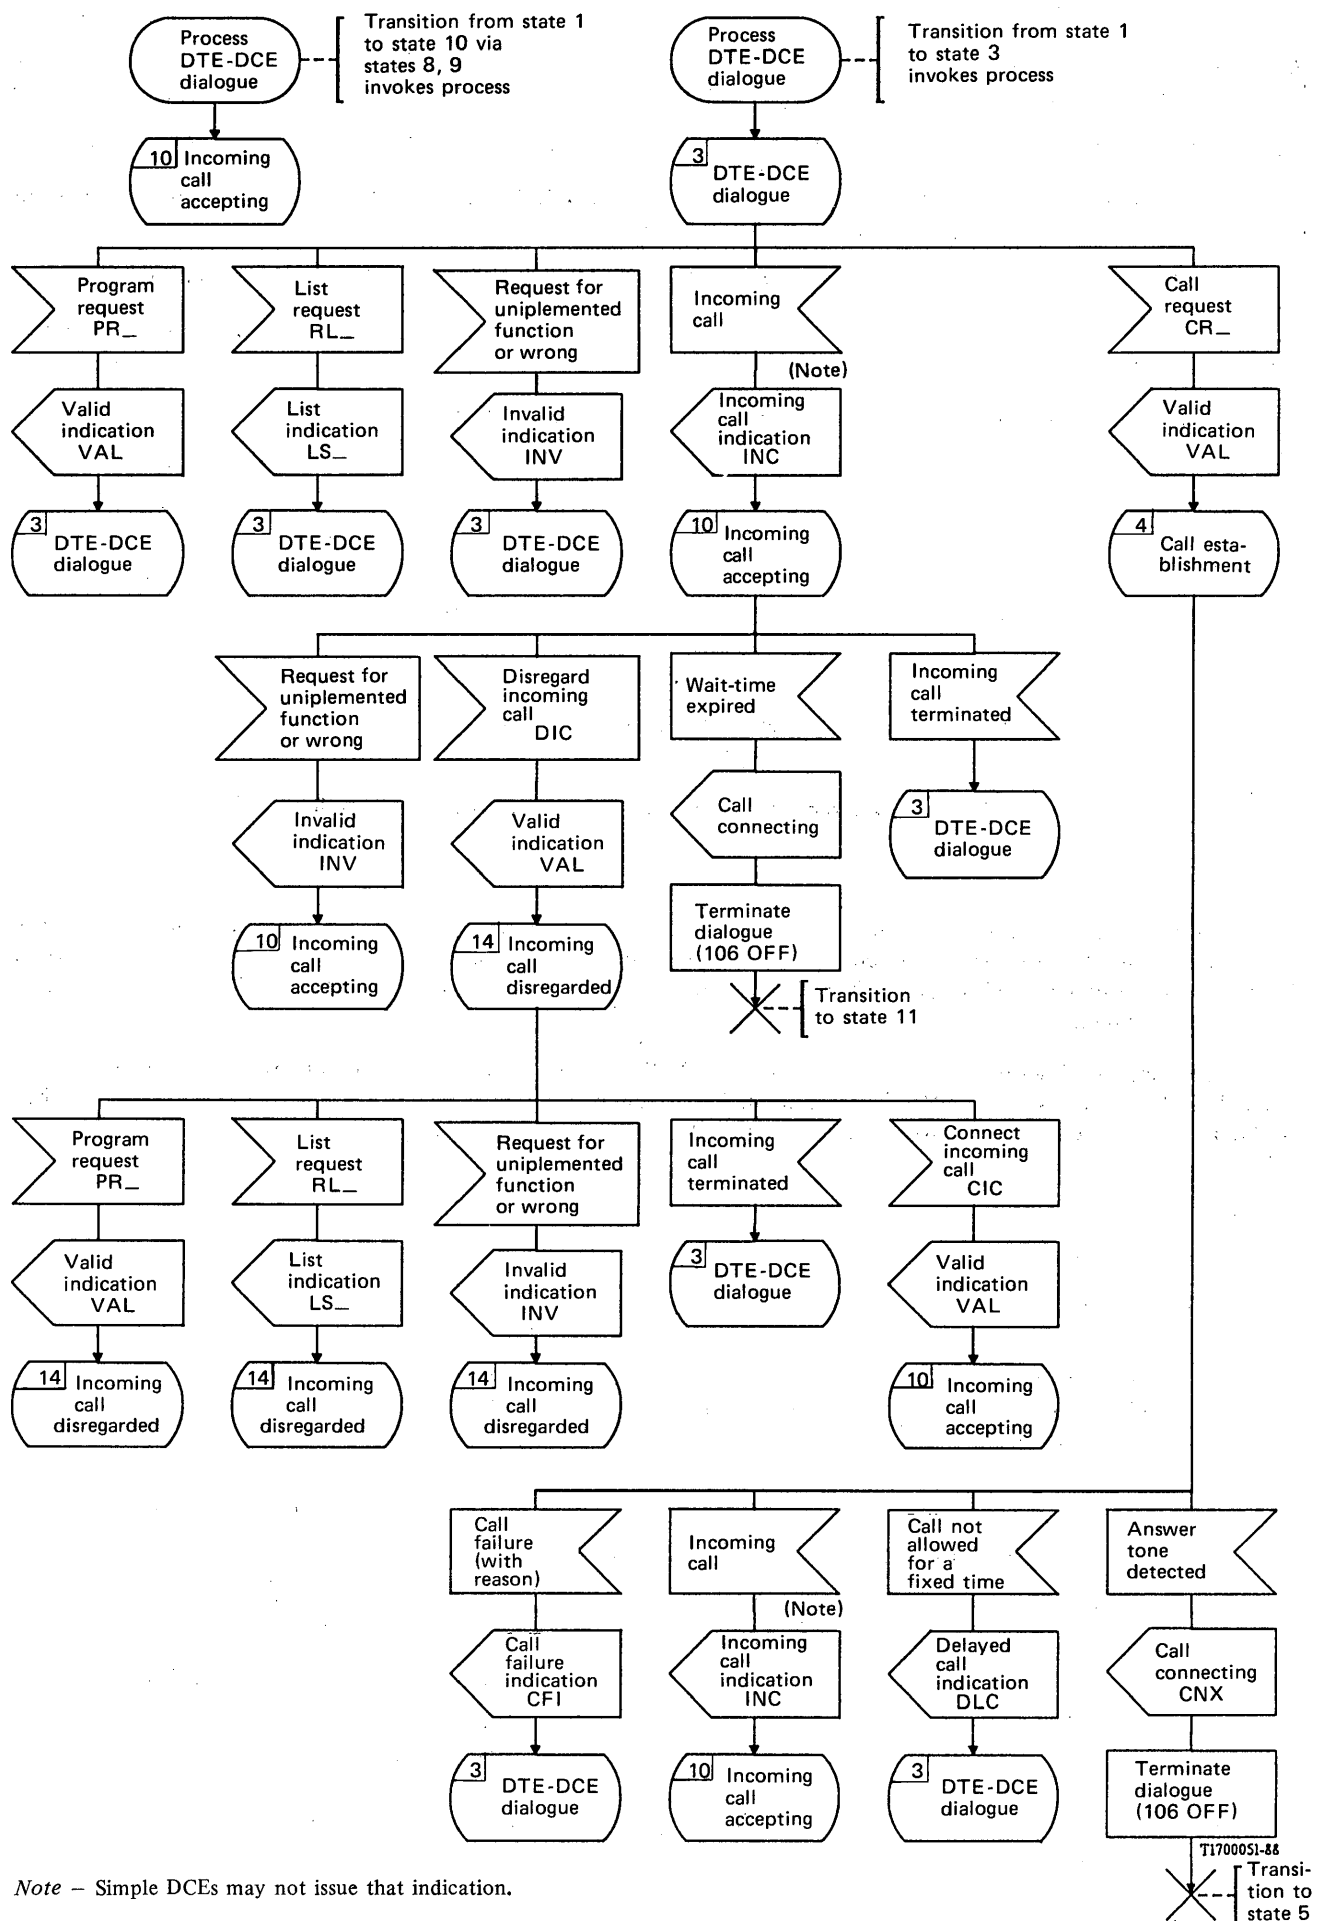 Process
DTE-DCE
dialogue
Transition from state 1
to state 10 via
states 8, 9
invokes process
Process
DTE-DCE
dialogue
Transition from state 1
to state 3
invokes process
10 Incoming
call
accepting
3
DTE-DCE
dialogue
Program
request
PR_
List
request
RL_
Request for
uniplemented
function
or wrong
Incoming
call
(Note)
Call
request
CR_
Valid
indication
VAL
List
indication
LS_
Invalid
indication
INV
Incoming
call
indication
INC
Valid
indication
VAL
3
DTE-DCE
dialogue
3
DTE-DCE
dialogue
3
DTE-DCE
dialogue
10 Incoming
call
accepting
4
Call esta-
blishment
Request for
uniplemented
function
or wrong
Disregard
incoming
call
DIC
Wait-time
expired
Incoming
call
terminated
Invalid
indication
INV
Valid
indication
VAL
Call
connecting
3
DTE-DCE
dialogue
Terminate
dialogue
(106 OFF)
10 Incoming
call
accepting
14 Incoming
call
disregarded
Transition
to state 11
Program
request
PR_
List
request
RL_
Request for
uniplemented
function
or wrong
Incoming
call
terminated
Connect
incoming
call
CIC
Valid
indication
VAL
List
indication
LS_
Invalid
indication
INV
3
DTE-DCE
dialogue
Valid
indication
VAL
14 Incoming
call
disregarded
14 Incoming
call
disregarded
14 Incoming
call
disregarded
10 Incoming
call
accepting
Call
failure
(with
reason)
Incoming
call
(Note)
Call not
allowed
for a
fixed time
Answer
tone
detected
Call
failure
indication
CFI
Incoming
call
indication
INC
Delayed
call
indication
DLC
Call
connecting
CNX
3
DTE-DCE
dialogue
10 Incoming
call
accepting
3
DTE-DCE
dialogue
Terminate
dialogue
(106 OFF)
T1700051-88
Transi-
tion to
state 5
Note – Simple DCEs may not issue that indication.